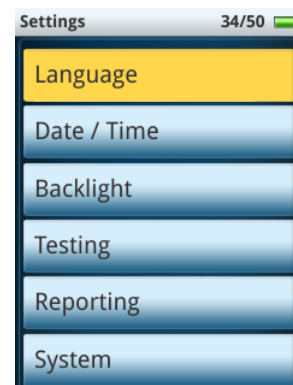 Settings 34/50
Language
Date / Time
Backlight
Testing
Reporting
System